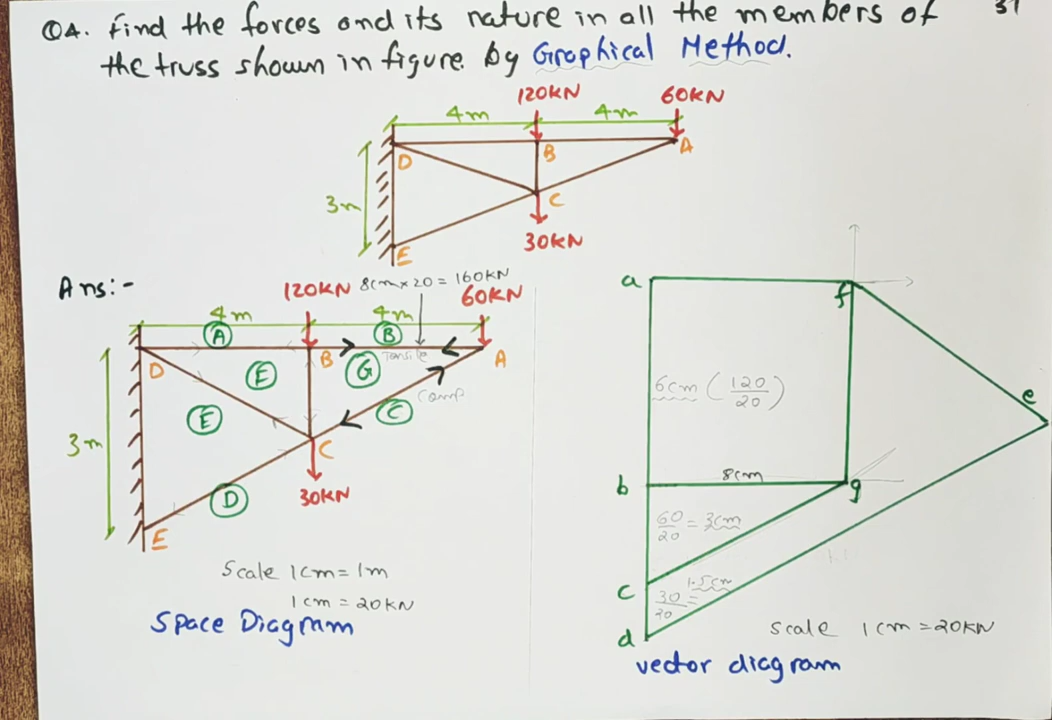 Q4. Find the forces and its nature in all the members of 31
the truss shown in figure by Graphical Method.
120KN 60KN
4m 4m
D B A
3m
C
30KN
E
Ans:-
120KN 8cm×20 = 160KN
60KN
4m 4m
A B
D B Tensile A
E G
Comp
E C
3m
C
D 30KN
E
Scale 1cm = 1m
1cm = 20KN
Space Diagram
a f
6cm (120/20)
e
b 8cm g
60/20 = 3cm
c 1.5cm
30/20 =
d
Scale 1cm = 20KN
vector diagram